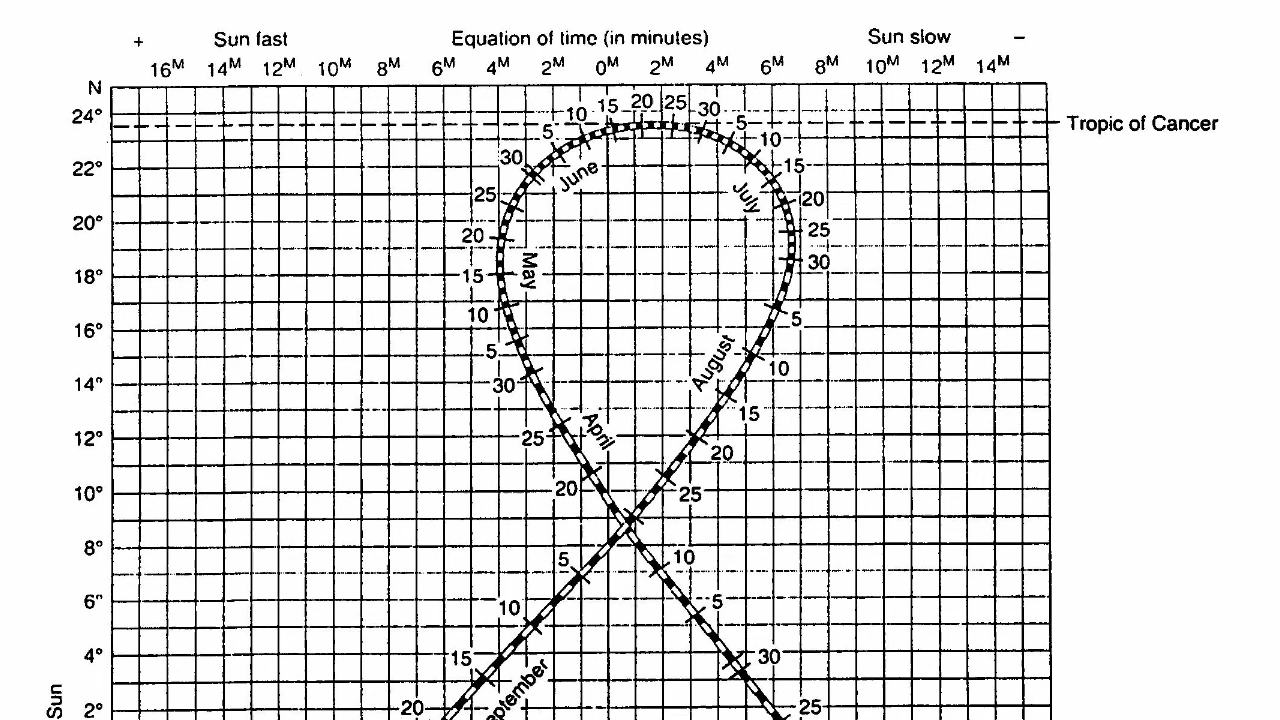 + Sun fast Equation of time (in minutes) Sun slow −
16M 14M 12M 10M 8M 6M 4M 2M 0M 2M 4M 6M 8M 10M 12M 14M
N
24°
Tropic of Cancer
10 15 20 25 30
5 5
10
30 15
June July
22°
25 20
20°
20 25
May
18°
15 30
10 5
16°
5
August
14°
30 10
15
April
12°
25
20
10°
20 25
8°
5 10
6°
10 5
4°
15 30
eptember
Sun
2°
20 25